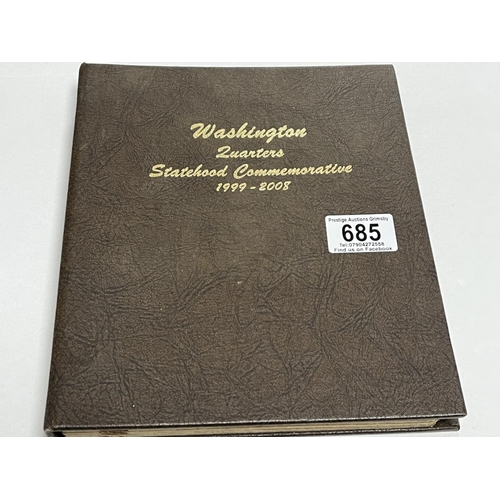 Washington
Quarters
Statehood Commemorative
1999-2008
Prestige Auctions Grimsby
685
Tel:07904272558
Find us on Facebook